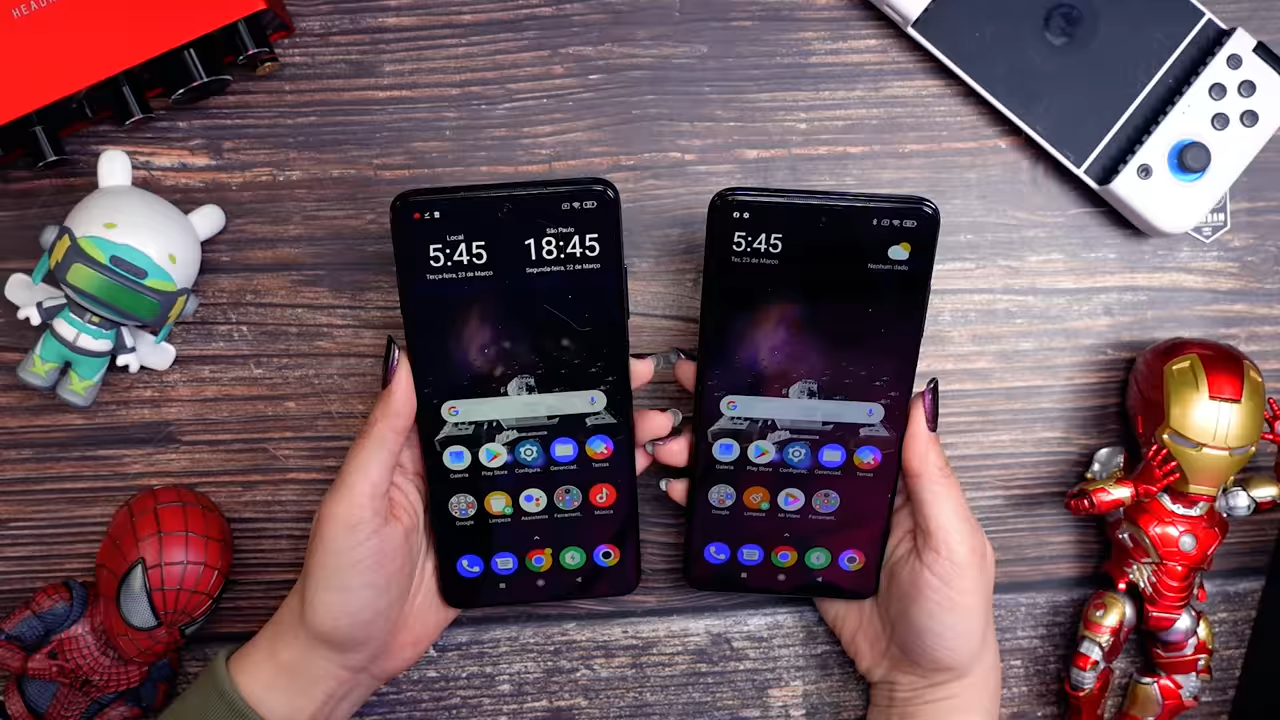 HEADR
Local
5:45
Terça-feira, 23 de Março
São Paulo
18:45
Segunda-feira, 22 de Março
Galeria
Play Store
Configura..
Gerenciad..
Temas
Google
Limpeza
Assistente
Ferrament..
Música
5:45
Ter, 23 de Março
Nenhum dado
Galeria
Play Store
Configuraç..
Gerenciad..
Temas
Google
Limpeza
Mi Vídeo
Ferrament..